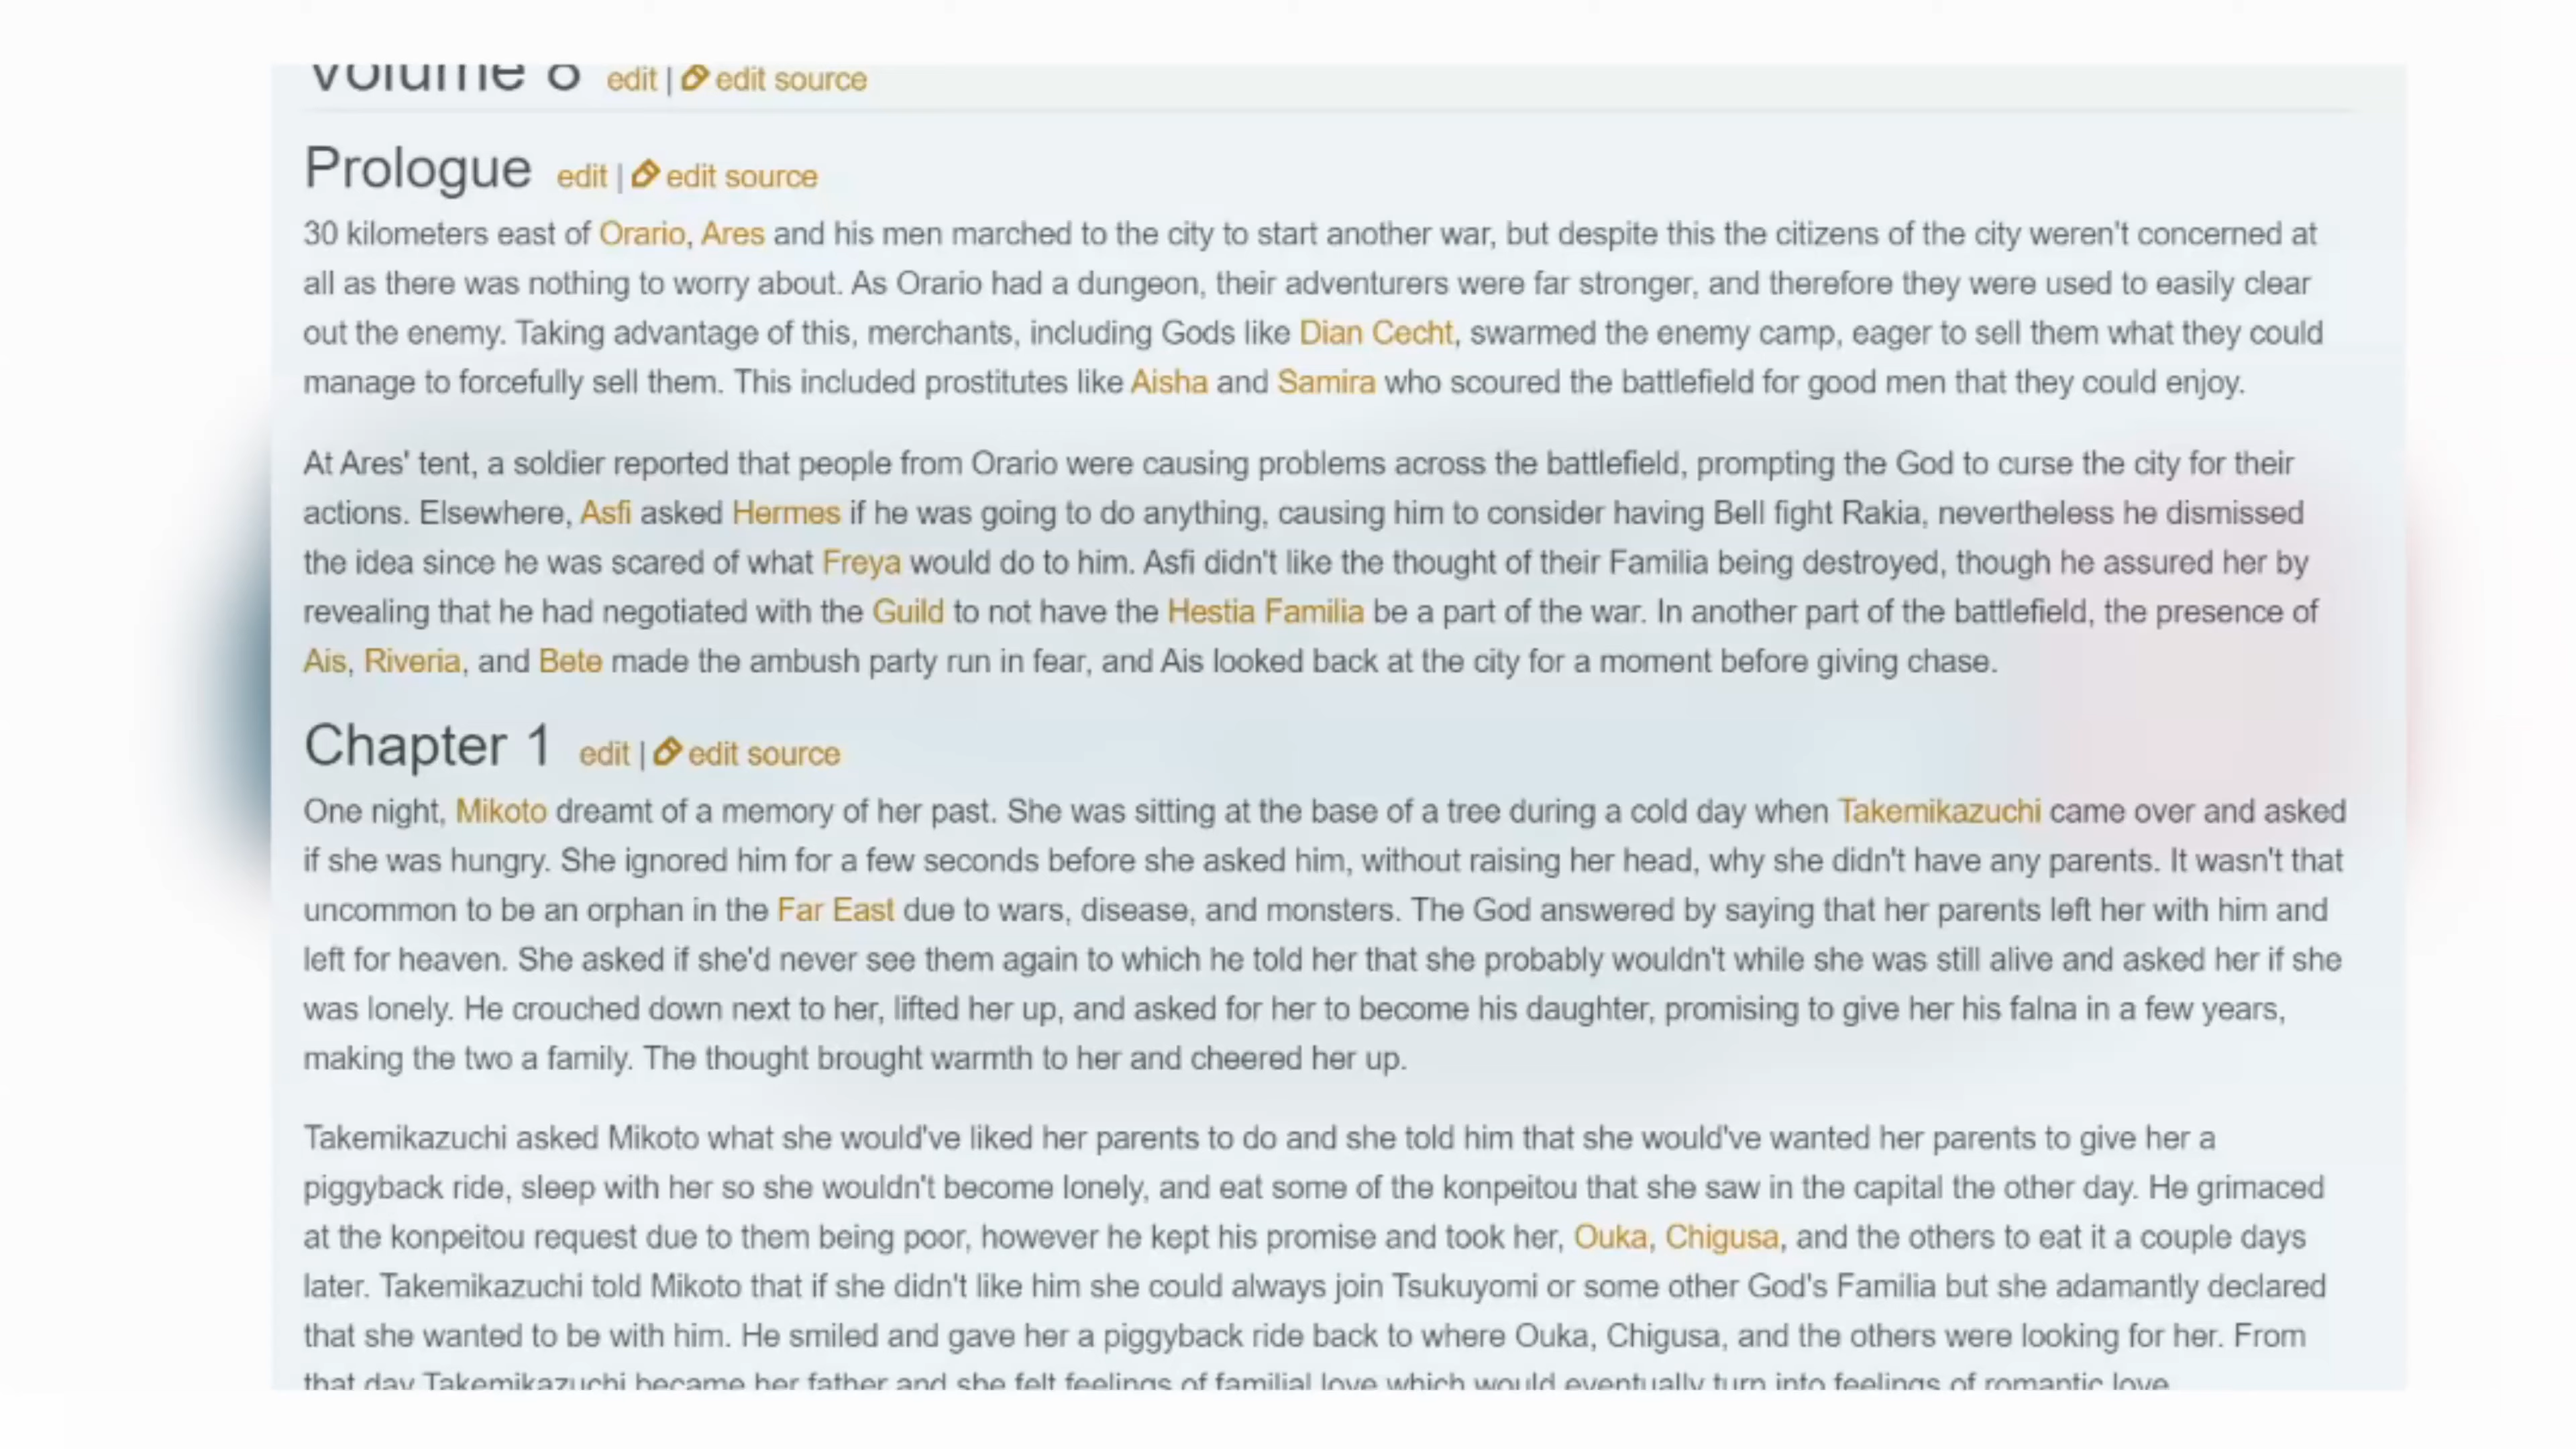 Volume 8 edit | edit source
Prologue edit | edit source
30 kilometers east of Orario, Ares and his men marched to the city to start another war, but despite this the citizens of the city weren't concerned at
all as there was nothing to worry about. As Orario had a dungeon, their adventurers were far stronger, and therefore they were used to easily clear
out the enemy. Taking advantage of this, merchants, including Gods like Dian Cecht, swarmed the enemy camp, eager to sell them what they could
manage to forcefully sell them. This included prostitutes like Aisha and Samira who scoured the battlefield for good men that they could enjoy.
At Ares' tent, a soldier reported that people from Orario were causing problems across the battlefield, prompting the God to curse the city for their
actions. Elsewhere, Asfi asked Hermes if he was going to do anything, causing him to consider having Bell fight Rakia, nevertheless he dismissed
the idea since he was scared of what Freya would do to him. Asfi didn't like the thought of their Familia being destroyed, though he assured her by
revealing that he had negotiated with the Guild to not have the Hestia Familia be a part of the war. In another part of the battlefield, the presence of
Ais, Riveria, and Bete made the ambush party run in fear, and Ais looked back at the city for a moment before giving chase.
Chapter 1 edit | edit source
One night, Mikoto dreamt of a memory of her past. She was sitting at the base of a tree during a cold day when Takemikazuchi came over and asked
if she was hungry. She ignored him for a few seconds before she asked him, without raising her head, why she didn't have any parents. It wasn't that
uncommon to be an orphan in the Far East due to wars, disease, and monsters. The God answered by saying that her parents left her with him and
left for heaven. She asked if she'd never see them again to which he told her that she probably wouldn't while she was still alive and asked her if she
was lonely. He crouched down next to her, lifted her up, and asked for her to become his daughter, promising to give her his falna in a few years,
making the two a family. The thought brought warmth to her and cheered her up.
Takemikazuchi asked Mikoto what she would've liked her parents to do and she told him that she would've wanted her parents to give her a
piggyback ride, sleep with her so she wouldn't become lonely, and eat some of the konpeitou that she saw in the capital the other day. He grimaced
at the konpeitou request due to them being poor, however he kept his promise and took her, Ouka, Chigusa, and the others to eat it a couple days
later. Takemikazuchi told Mikoto that if she didn't like him she could always join Tsukuyomi or some other God's Familia but she adamantly declared
that she wanted to be with him. He smiled and gave her a piggyback ride back to where Ouka, Chigusa, and the others were looking for her. From
that day Takemikazuchi became her father and she felt feelings of familial love which would eventually turn into feelings of romantic love.